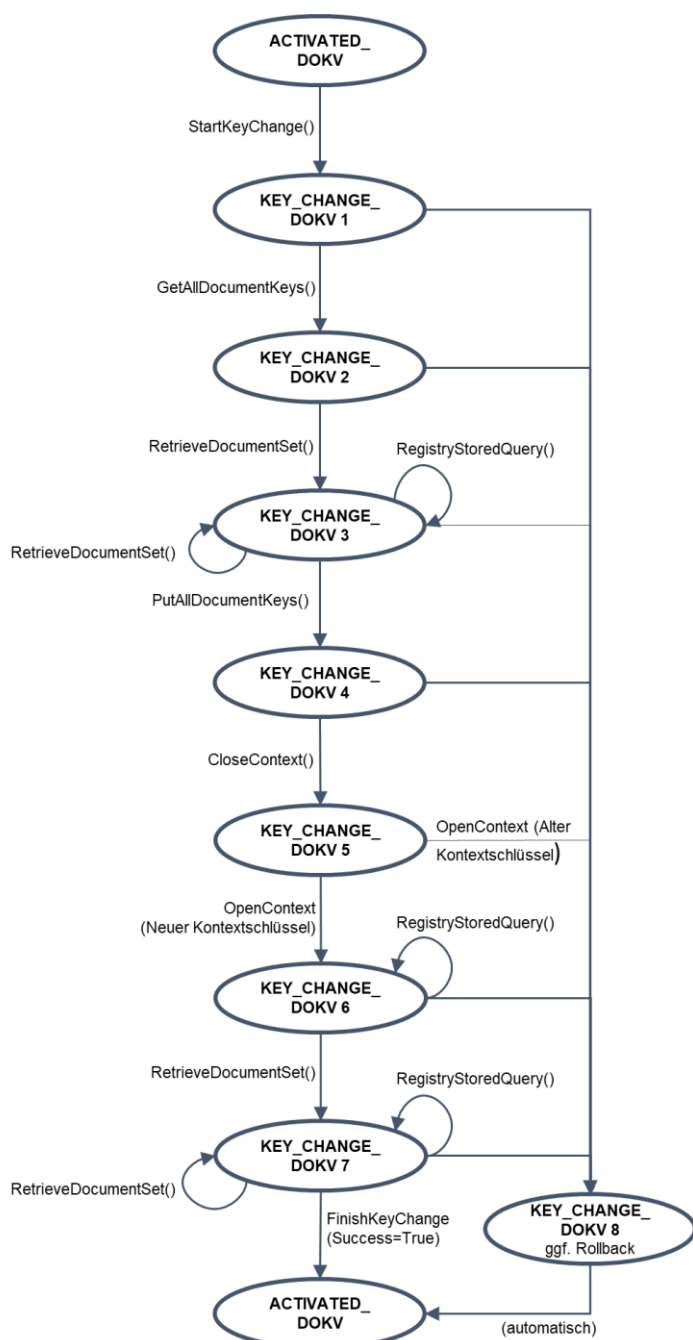 ACTIVATED_
DOKV
StartKeyChange()
KEY_CHANGE_
DOKV 1
GetAllDocumentKeys()
KEY_CHANGE_
DOKV 2
RetrieveDocumentSet()
RegistryStoredQuery()
KEY_CHANGE_
DOKV 3
RetrieveDocumentSet()
PutAllDocumentKeys()
KEY_CHANGE_
DOKV 4
CloseContext()
KEY_CHANGE_
DOKV 5
OpenContext (Alter
Kontextschlüssel)
OpenContext
(Neuer Kontextschlüssel)
RegistryStoredQuery()
KEY_CHANGE_
DOKV 6
RetrieveDocumentSet()
RegistryStoredQuery()
KEY_CHANGE_
DOKV 7
RetrieveDocumentSet()
FinishKeyChange
(Success=True)
KEY_CHANGE_
DOKV 8
ggf. Rollback
ACTIVATED_
DOKV
(automatisch)